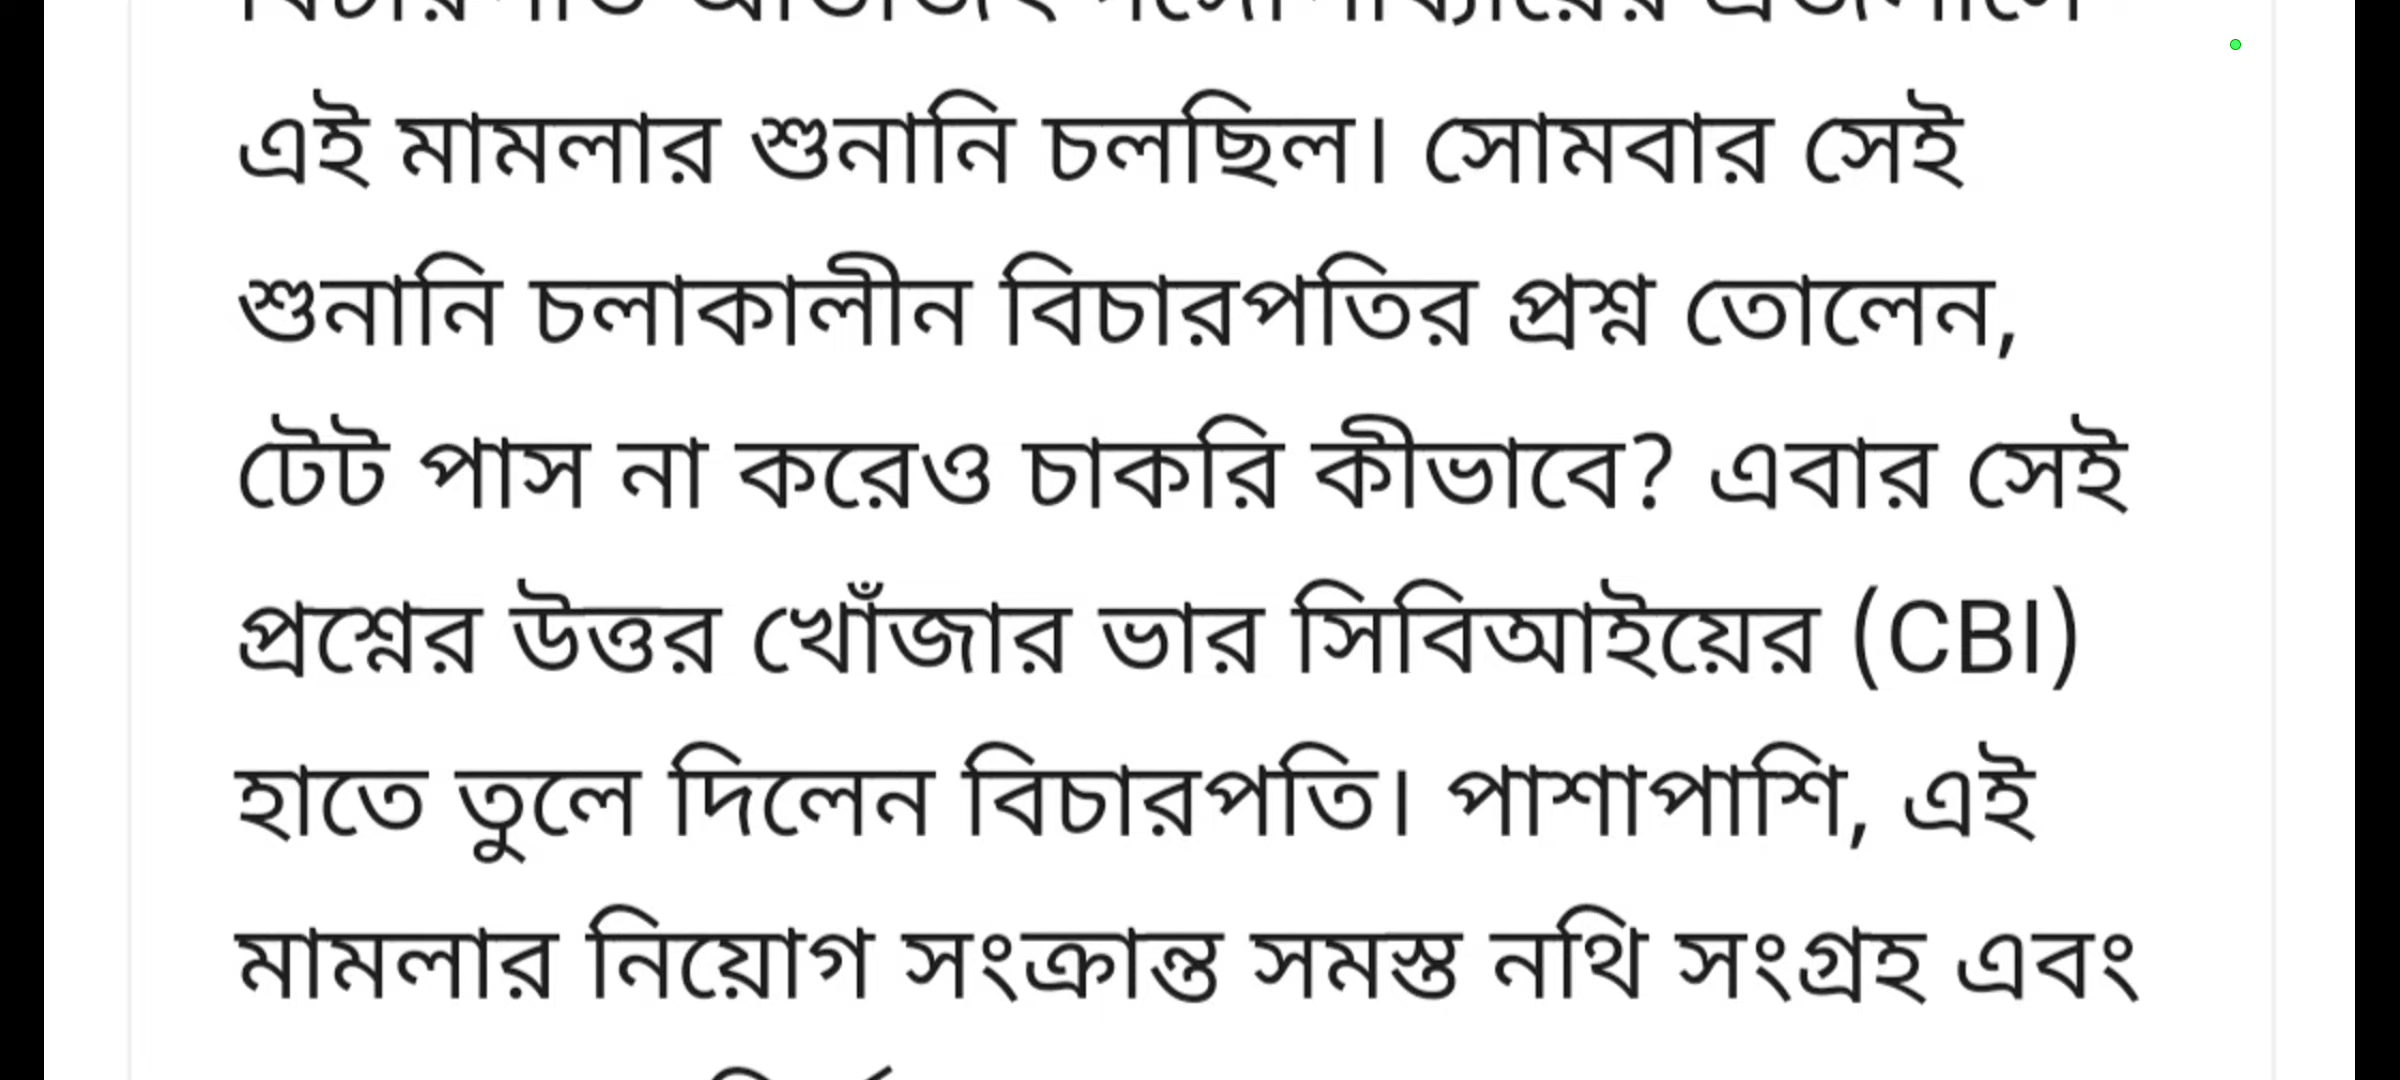 এই মামলার শুনানি চলছিল। সোমবার সেই
শুনানি চলাকালীন বিচারপতির প্রশ্ন তোলেন,
টেট পাস না করেও চাকরি কীভাবে? এবার সেই
প্রশ্নের উত্তর খোঁজার ভার সিবিআইয়ের (CBI)
হাতে তুলে দিলেন বিচারপতি। পাশাপাশি, এই
মামলার নিয়োগ সংক্রান্ত সমস্ত নথি সংগ্রহ এবং